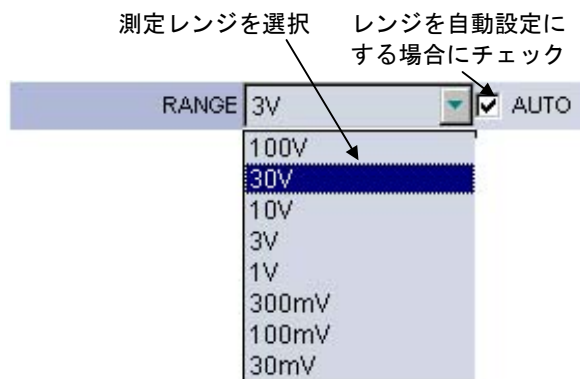 測定レンジを選択
レンジを自動設定に
する場合にチェック
RANGE 3V AUTO
100V
30V
10V
3V
1V
300mV
100mV
30mV